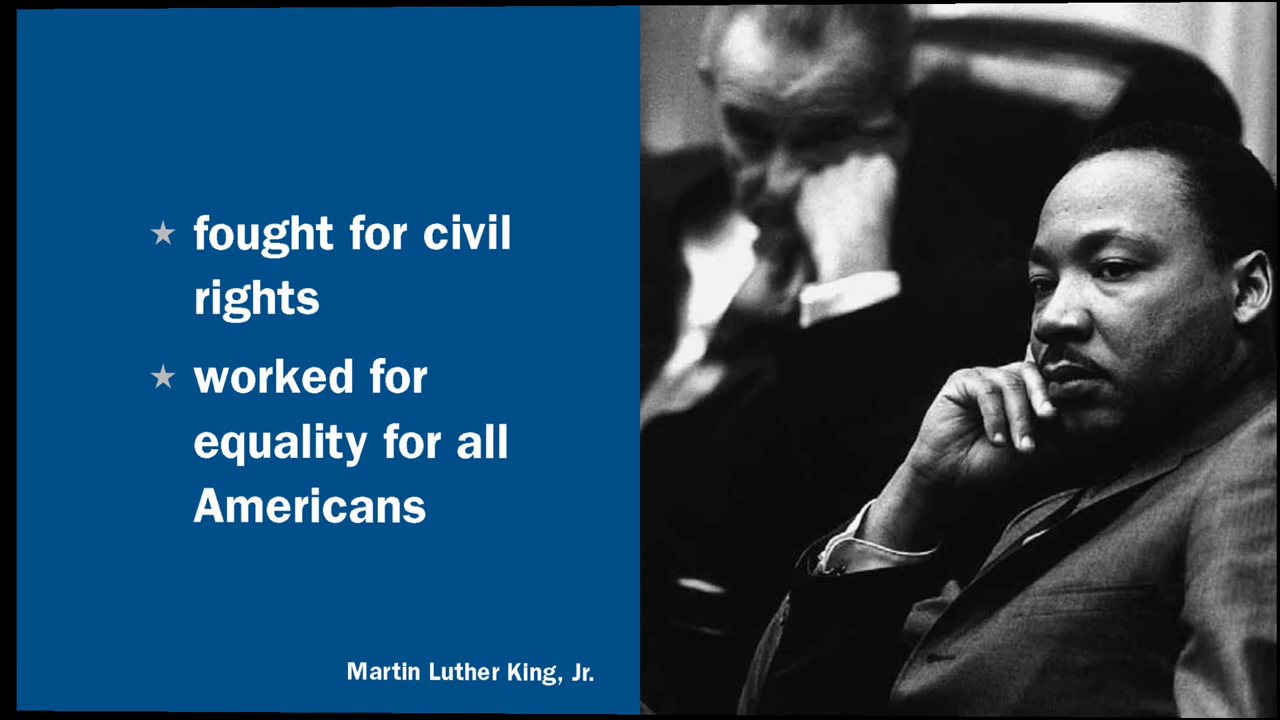 fought for civil
rights
worked for
equality for all
Americans
Martin Luther King, Jr.